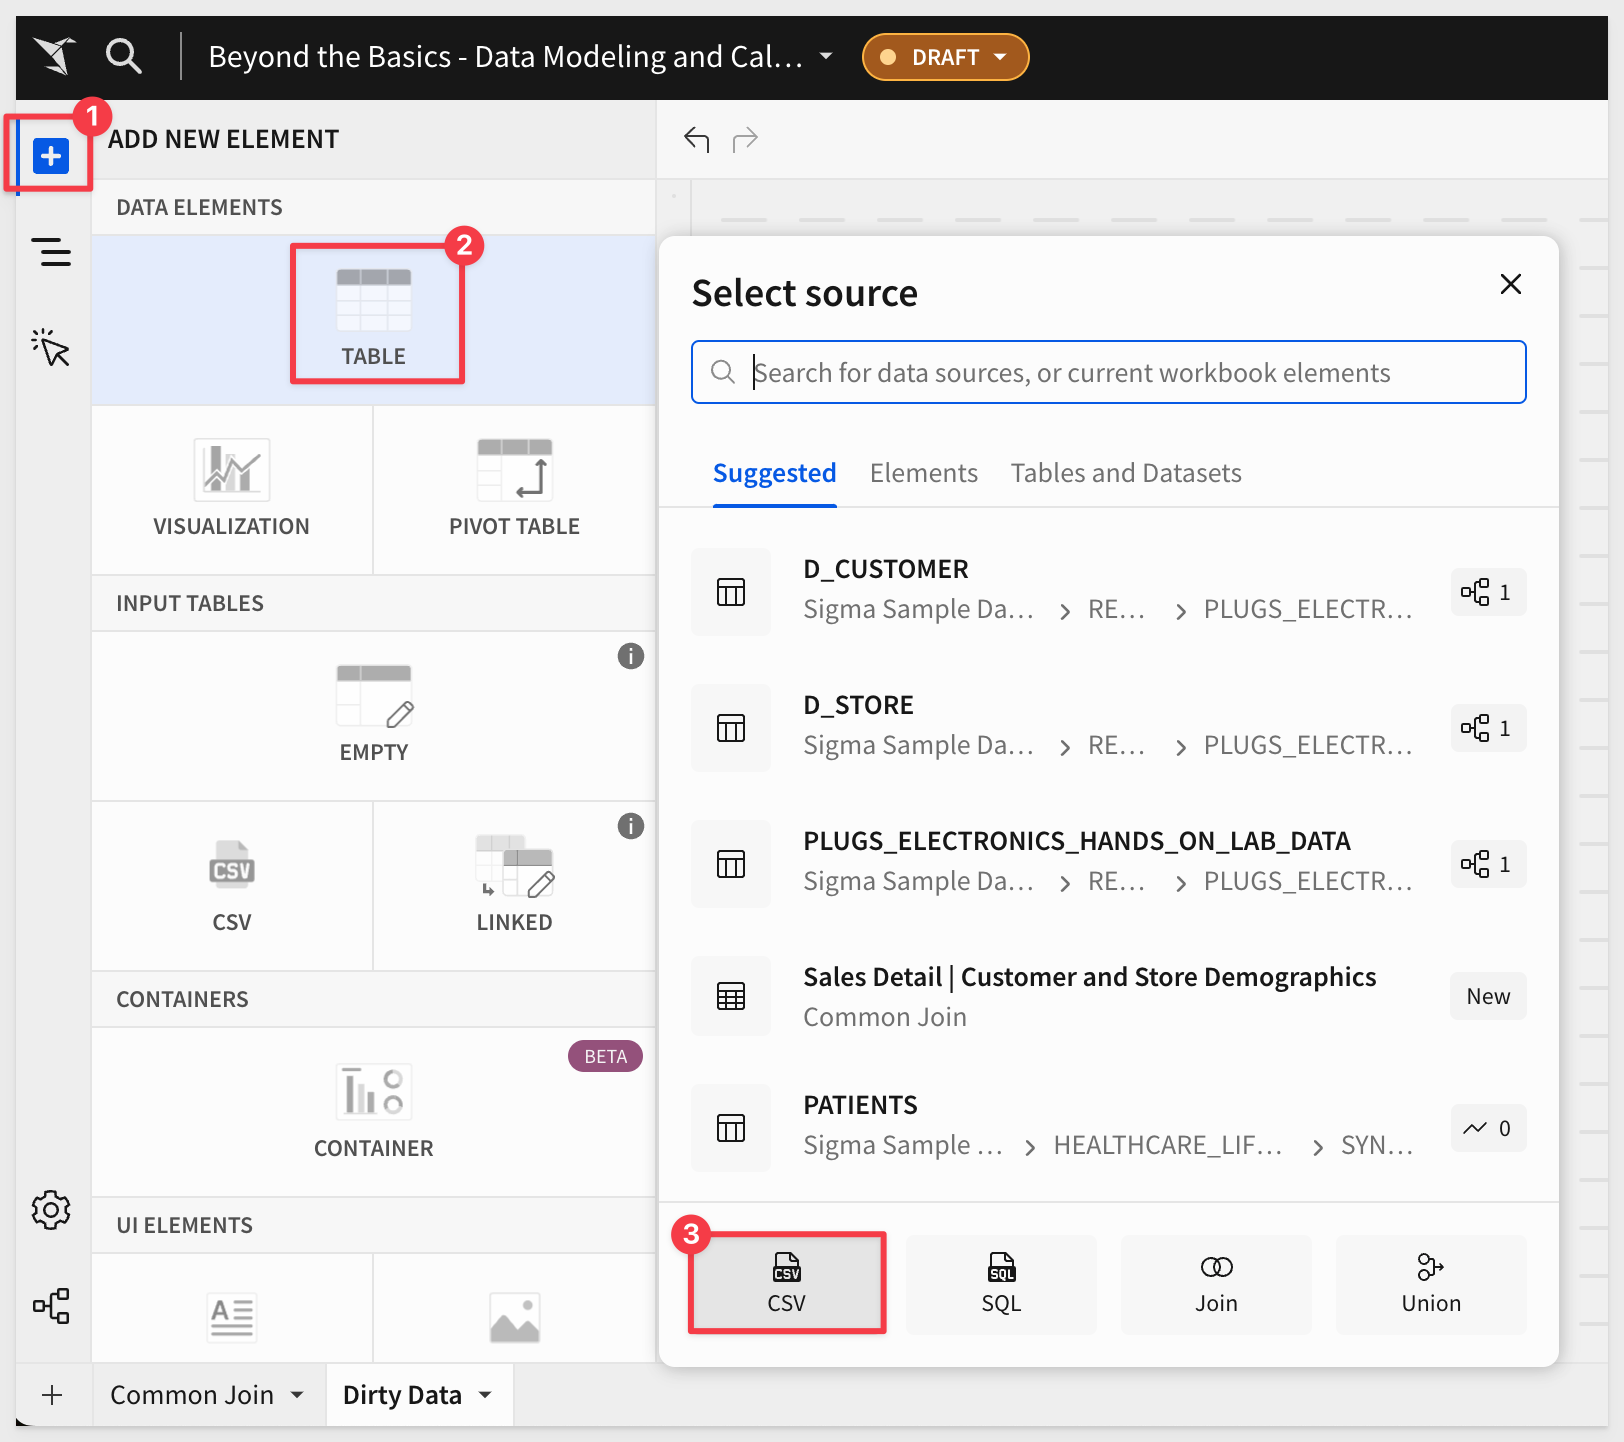 Beyond the Basics - Data Modeling and Cal...
DRAFT
1
ADD NEW ELEMENT
DATA ELEMENTS
2
TABLE
VISUALIZATION
PIVOT TABLE
INPUT TABLES
EMPTY
CSV
CSV
LINKED
CONTAINERS
BETA
CONTAINER
UI ELEMENTS
Select source
Search for data sources, or current workbook elements
Suggested
Elements
Tables and Datasets
D_CUSTOMER
Sigma Sample Da... > RE... > PLUGS_ELECTR...
1
D_STORE
Sigma Sample Da... > RE... > PLUGS_ELECTR...
1
PLUGS_ELECTRONICS_HANDS_ON_LAB_DATA
Sigma Sample Da... > RE... > PLUGS_ELECTR...
1
Sales Detail | Customer and Store Demographics
Common Join
New
PATIENTS
Sigma Sample ... > HEALTHCARE_LIF... > SYN...
0
3
CSV
CSV
SQL
SQL
Join
Union
Common Join
Dirty Data